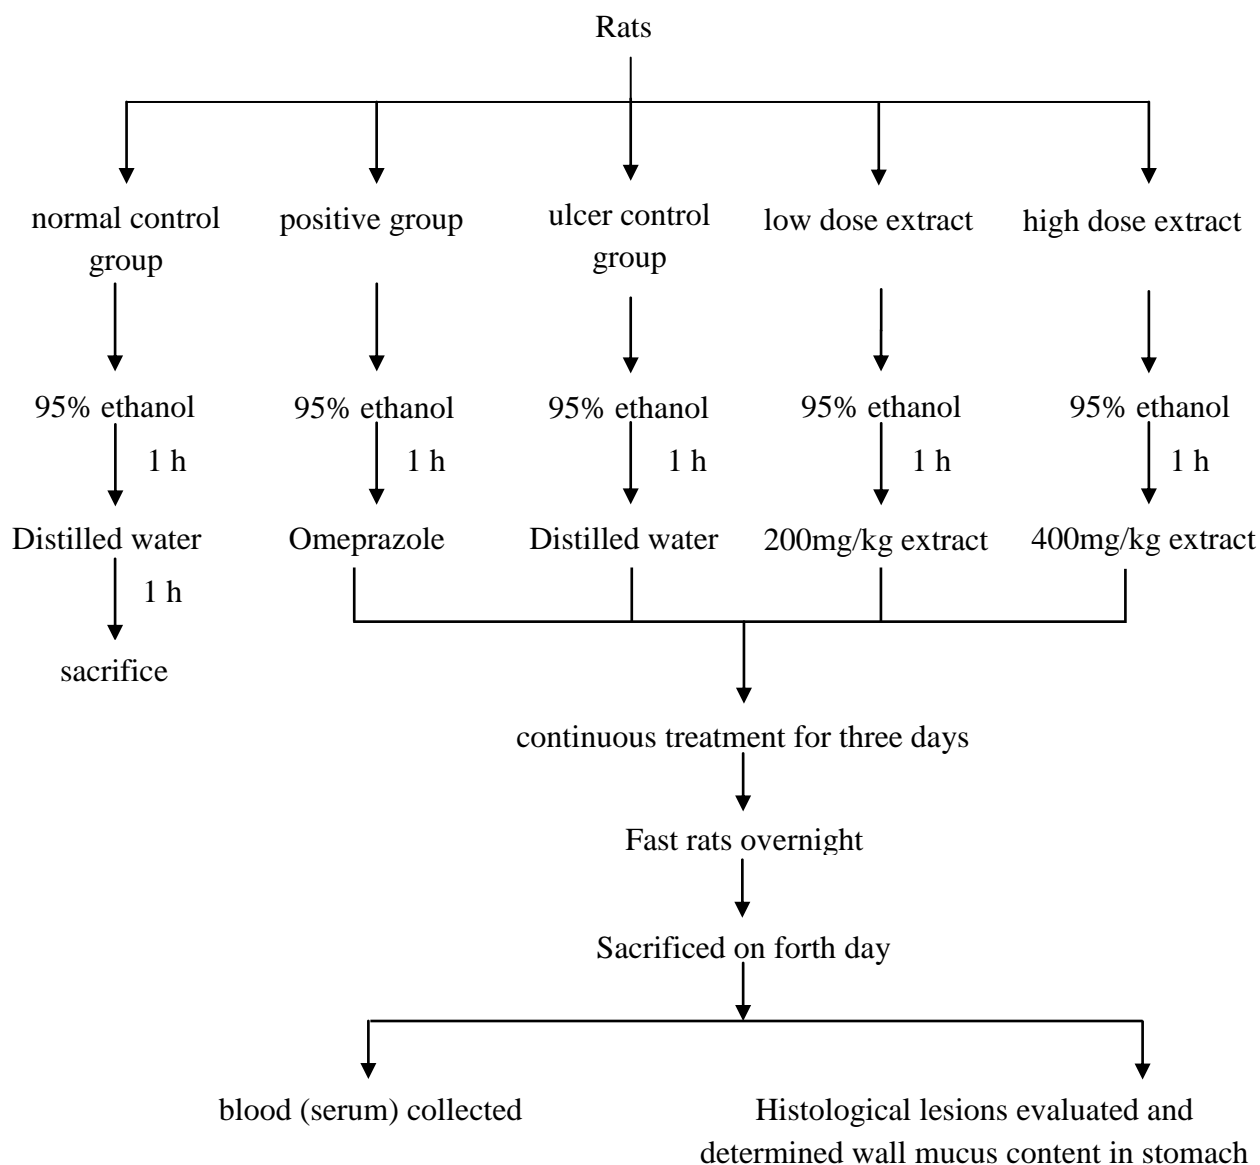 Rats
normal control
group
positive group
ulcer control
group
low dose extract
high dose extract
95% ethanol
95% ethanol
95% ethanol
95% ethanol
95% ethanol
1 h
1 h
1 h
1 h
1 h
Distilled water
Omeprazole
Distilled water
200mg/kg extract
400mg/kg extract
1 h
sacrifice
continuous treatment for three days
Fast rats overnight
Sacrificed on forth day
blood (serum) collected
Histological lesions evaluated and
determined wall mucus content in stomach